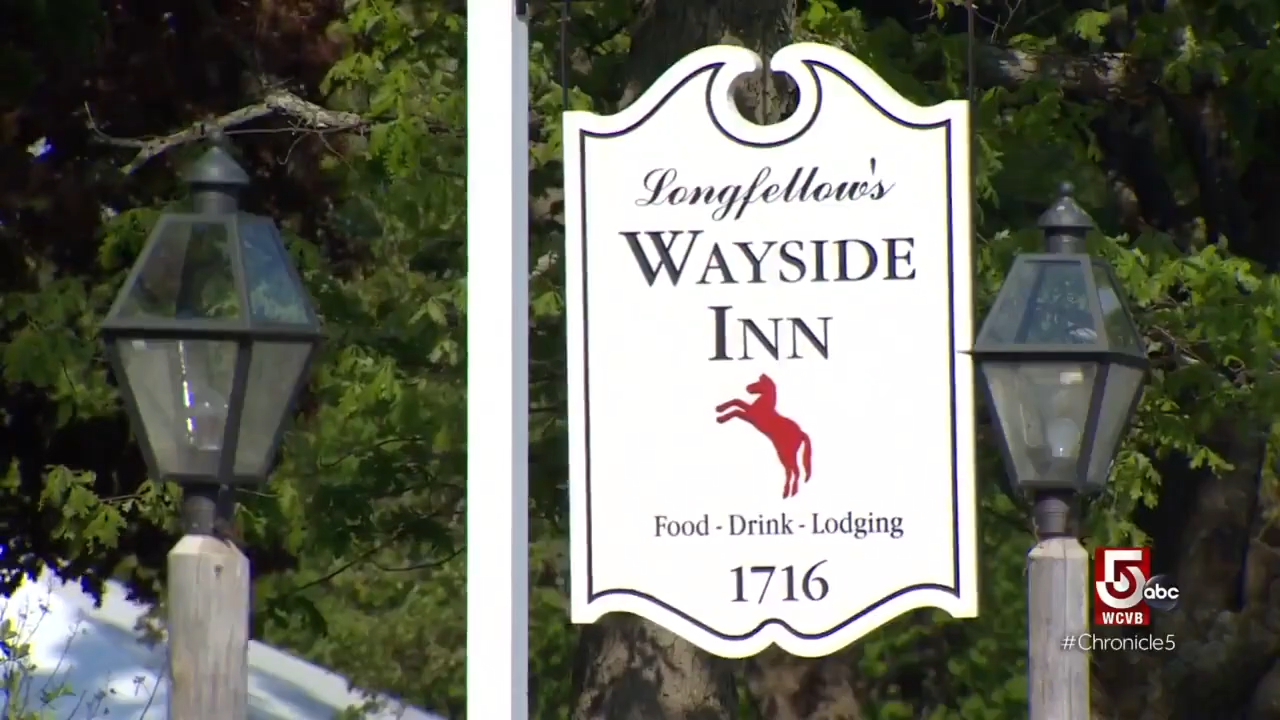 Longfellow's
WAYSIDE
INN
Food - Drink - Lodging
1716
5 abc
WCVB
#Chronicle5